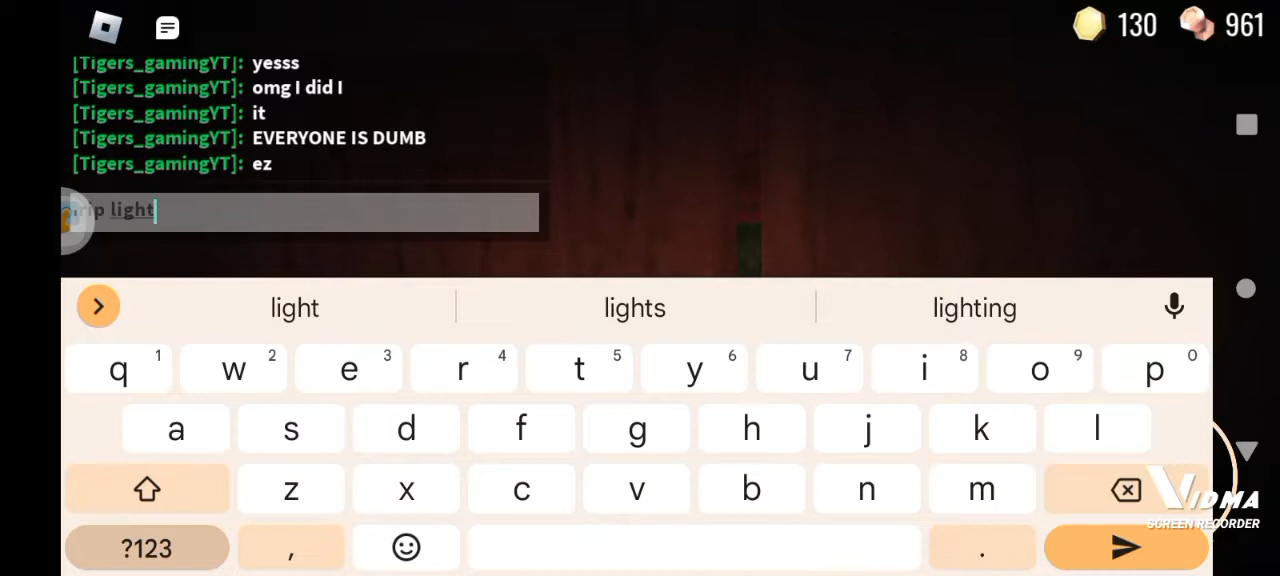 130 961
[Tigers_gamingYT]: yesss
[Tigers_gamingYT]: omg I did I
[Tigers_gamingYT]: it
[Tigers_gamingYT]: EVERYONE IS DUMB
[Tigers_gamingYT]: ez
rip light
light lights lighting
q 1 w 2 e 3 r 4 t 5 y 6 u 7 i 8 o 9 p 0
a s d f g h j k l
z x c v b n m
VIDMA
SCREEN RECORDER
?123 , .